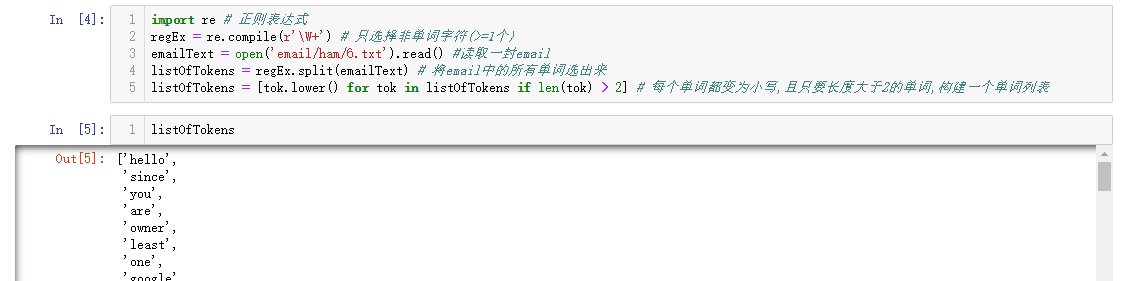 In [4]:
1 import re # 正则表达式
2 regEx = re.compile(r'\W+') # 只选择非单词字符(>=1个)
3 emailText = open('email/ham/6.txt').read() #读取一封email
4 listOfTokens = regEx.split(emailText) # 将email中的所有单词选出来
5 listOfTokens = [tok.lower() for tok in listOfTokens if len(tok) > 2] # 每个单词都变为小写,且只要长度大于2的单词,构建一个单词列表
In [5]:
1 listOfTokens
Out[5]: ['hello',
'since',
'you',
'are',
'owner',
'least',
'one',
'google'